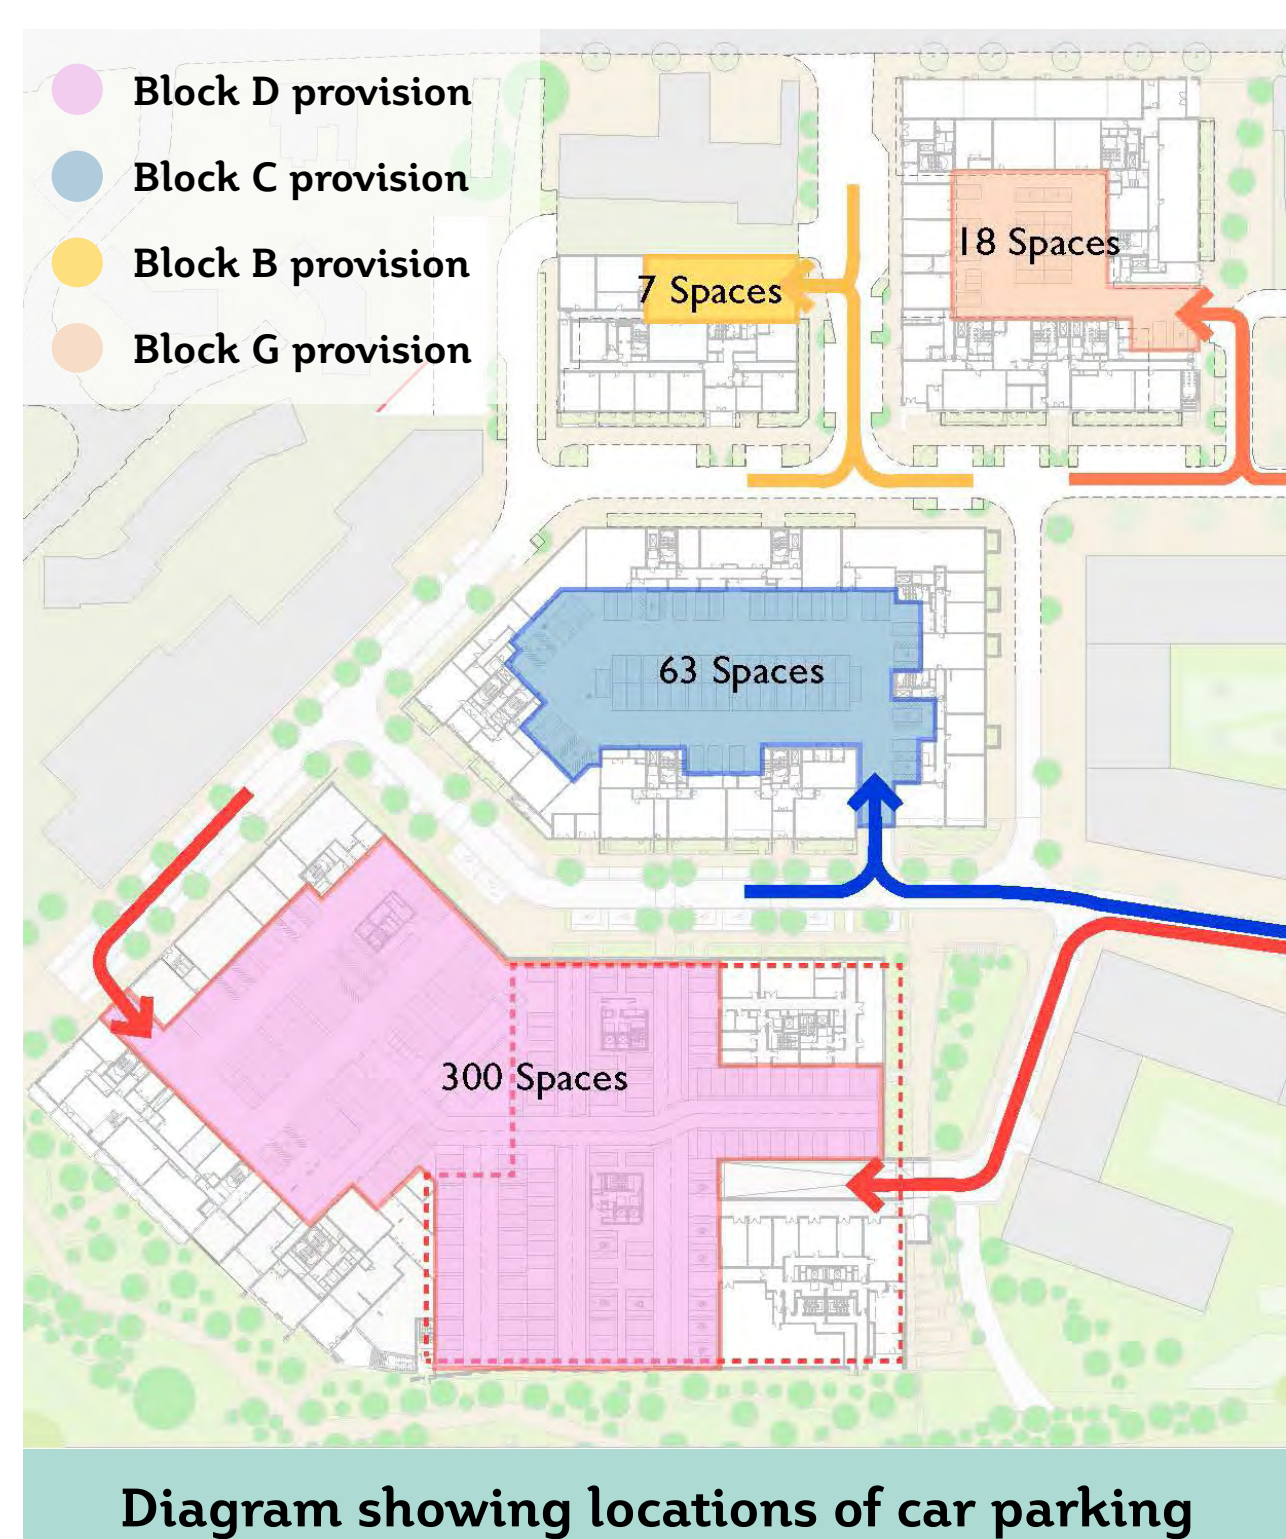 Block D provision
Block C provision
Block B provision
Block G provision
7 Spaces
18 Spaces
63 Spaces
300 Spaces
Diagram showing locations of car parking